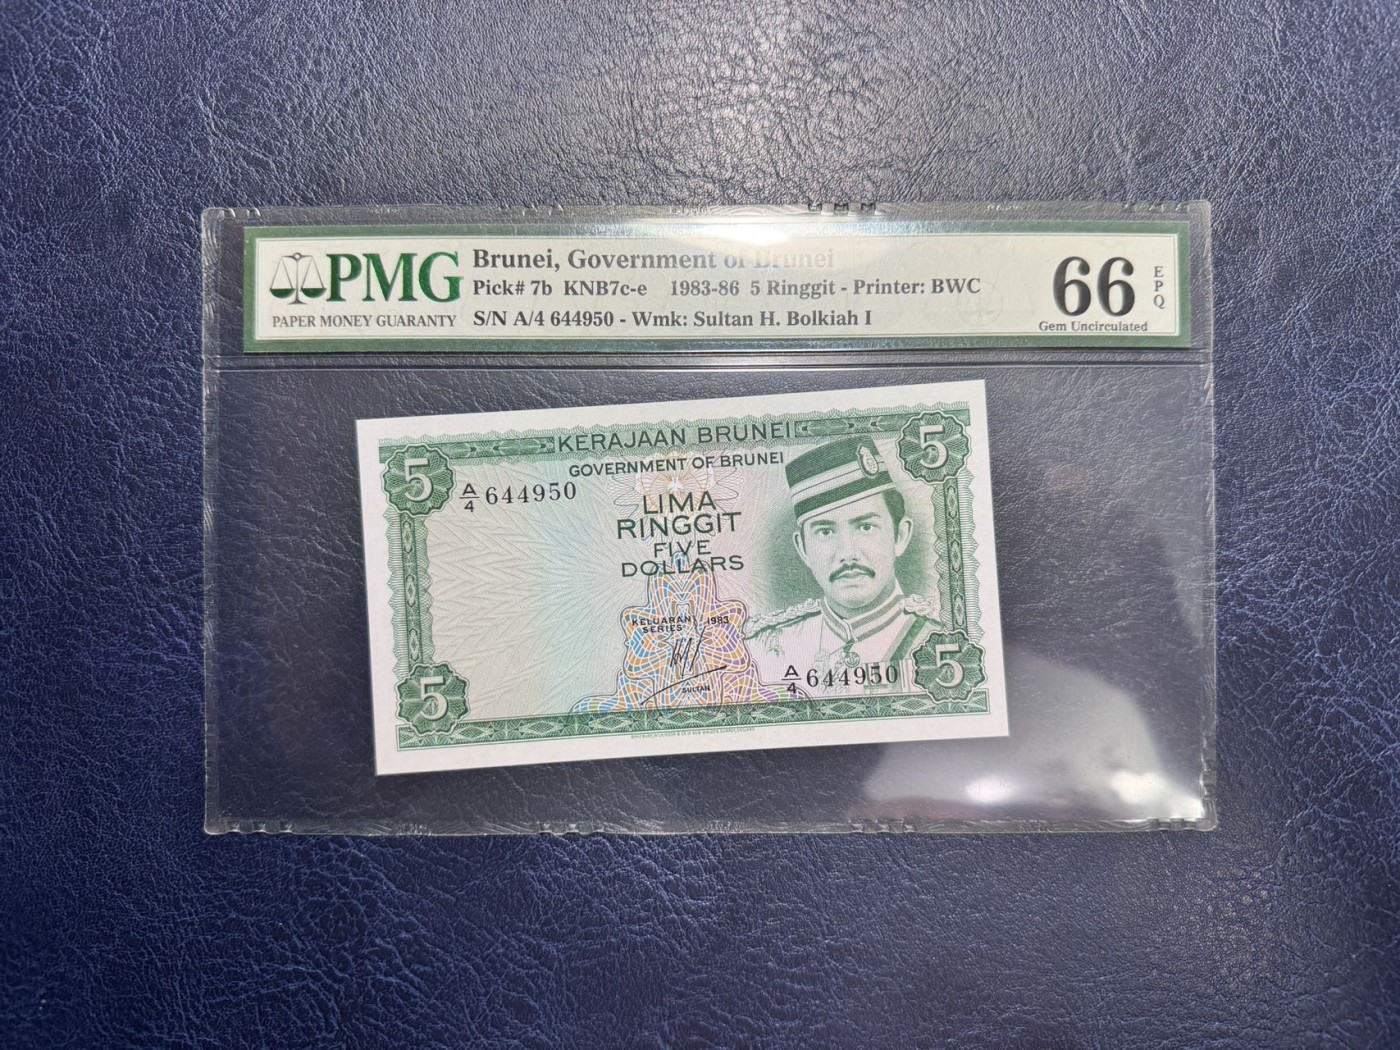 PMG
PAPER MONEY GUARANTY
Brunei, Government of Brunei
Pick# 7b KNB7c-e 1983-86 5 Ringgit - Printer: BWC
S/N A/4 644950 - Wmk: Sultan H. Bolkiah I
66
Gem Uncirculated
EPQ
KERAJAAN BRUNEI
GOVERNMENT OF BRUNEI
5
5
A/4 644950
LIMA
RINGGIT
FIVE
DOLLARS
KELUARAN
SERIES 1983
SULTAN
A/4 644950
5
5